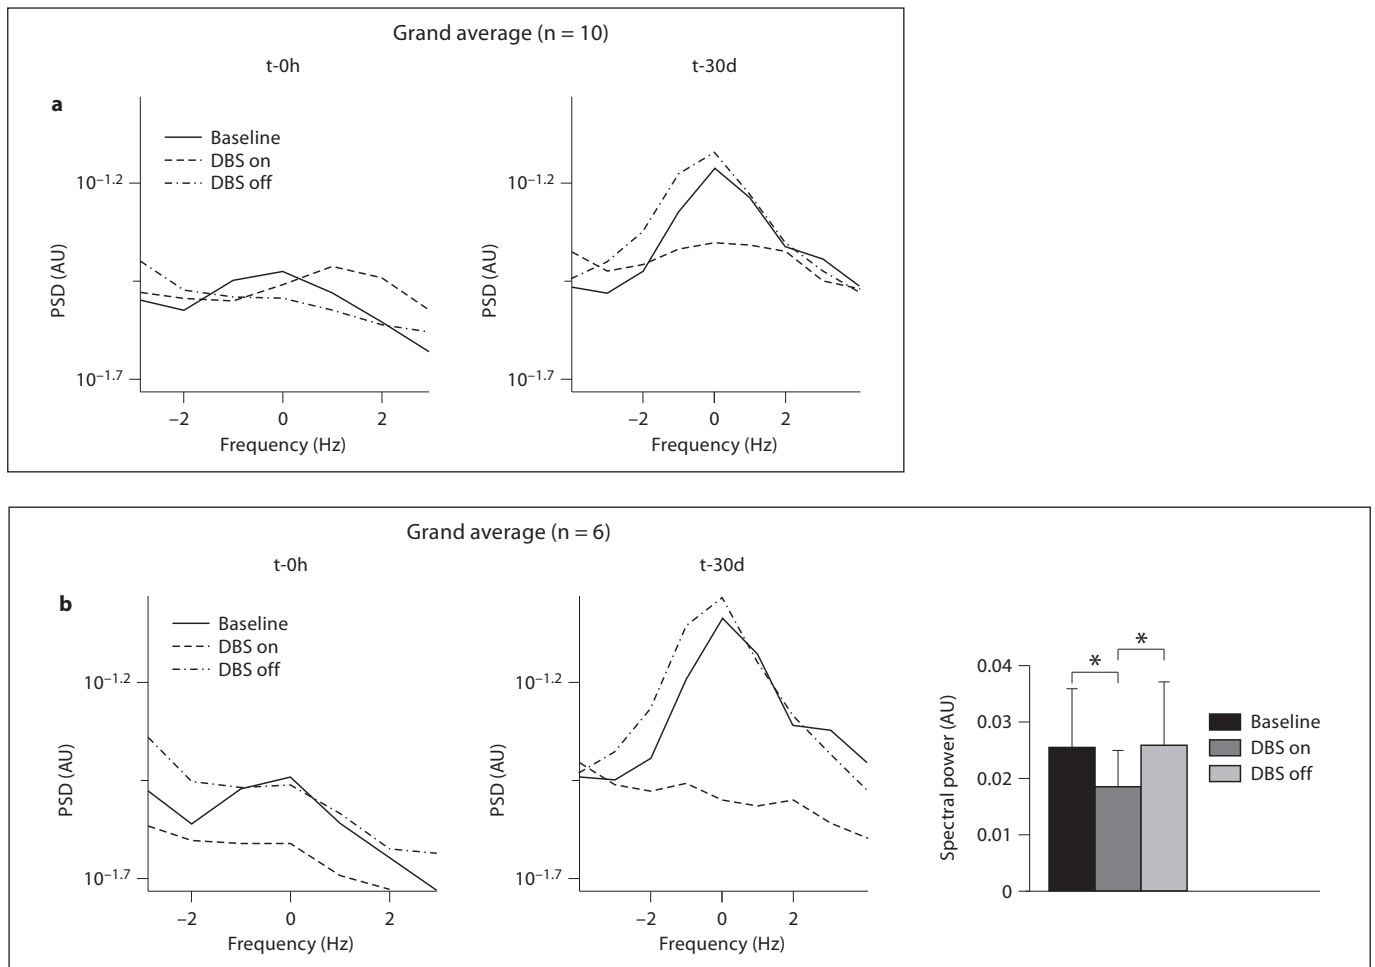 Grand average (n = 10)
t-0h
t-30d
a
Baseline
DBS on
DBS off
10−1.2
10−1.7
PSD (AU)
−2 0 2
Frequency (Hz)
10−1.2
10−1.7
PSD (AU)
−2 0 2
Frequency (Hz)
Grand average (n = 6)
t-0h
t-30d
b
Baseline
DBS on
DBS off
10−1.2
10−1.7
PSD (AU)
−2 0 2
Frequency (Hz)
10−1.2
10−1.7
PSD (AU)
−2 0 2
Frequency (Hz)
* *
0.04
0.03
0.02
0.01
0
Spectral power (AU)
Baseline
DBS on
DBS off